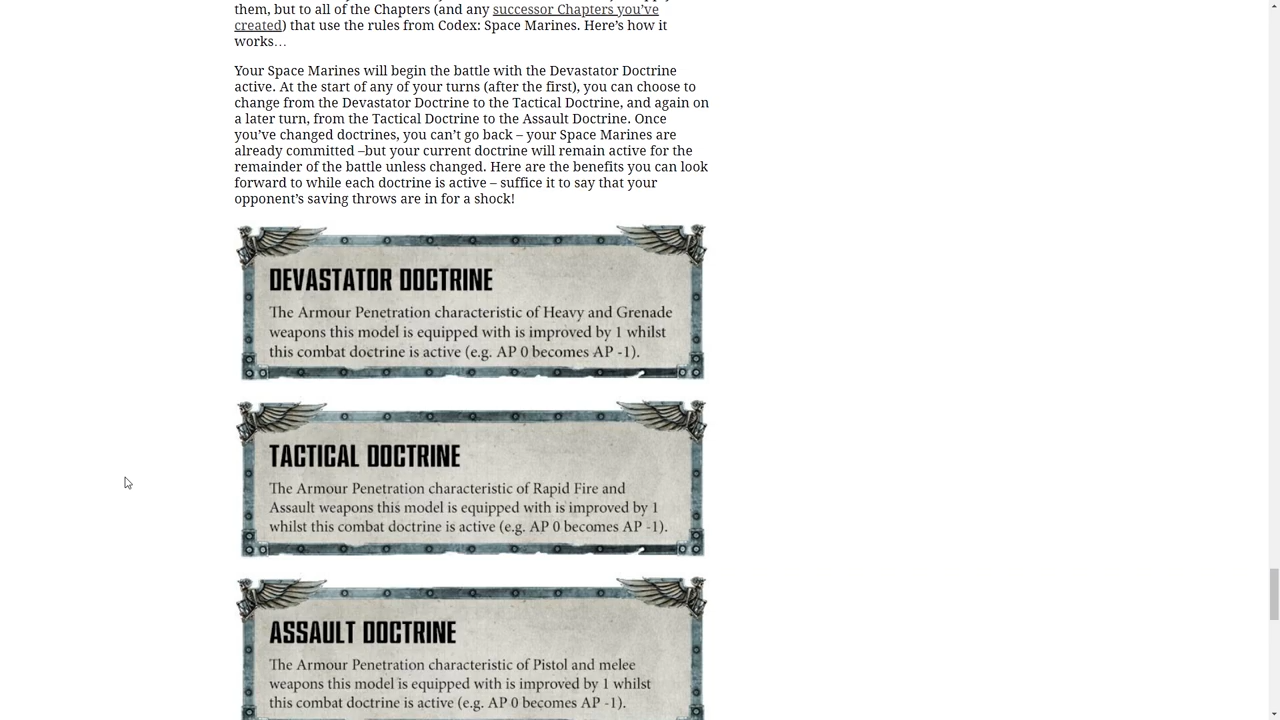 them, but to all of the Chapters (and any successor Chapters you've
created) that use the rules from Codex: Space Marines. Here's how it
works…
Your Space Marines will begin the battle with the Devastator Doctrine
active. At the start of any of your turns (after the first), you can choose to
change from the Devastator Doctrine to the Tactical Doctrine, and again on
a later turn, from the Tactical Doctrine to the Assault Doctrine. Once
you've changed doctrines, you can't go back – your Space Marines are
already committed –but your current doctrine will remain active for the
remainder of the battle unless changed. Here are the benefits you can look
forward to while each doctrine is active – suffice it to say that your
opponent's saving throws are in for a shock!
DEVASTATOR DOCTRINE
The Armour Penetration characteristic of Heavy and Grenade
weapons this model is equipped with is improved by 1 whilst
this combat doctrine is active (e.g. AP 0 becomes AP -1).
TACTICAL DOCTRINE
The Armour Penetration characteristic of Rapid Fire and
Assault weapons this model is equipped with is improved by 1
whilst this combat doctrine is active (e.g. AP 0 becomes AP -1).
ASSAULT DOCTRINE
The Armour Penetration characteristic of Pistol and melee
weapons this model is equipped with is improved by 1 whilst
this combat doctrine is active (e.g. AP 0 becomes AP -1).